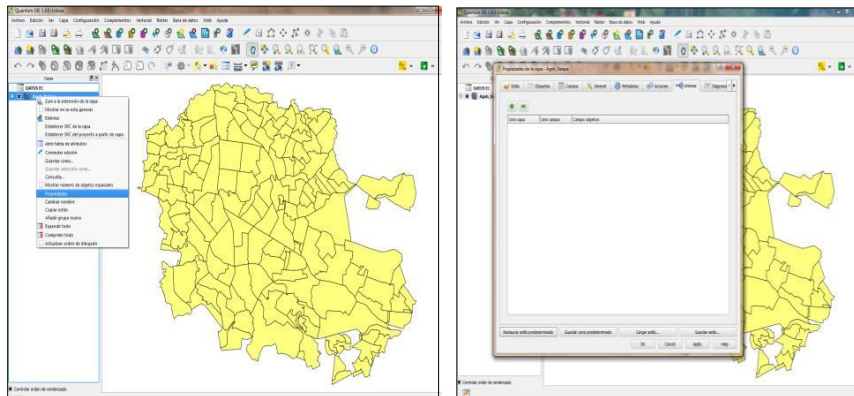 Quantum GIS 1.8.0-Lisboa
Archivo Edición Ver Capa Configuración Complementos Vectorial Ráster Base de datos Web Ayuda
Capas
DATOS EC
Zum a la extensión de la capa
Mostrar en la vista general
Eliminar
Establecer SRC de la capa
Establecer SRC del proyecto a partir de capa
Abrir tabla de atributos
Conmutar edición
Guardar como...
Guardar selección como...
Consulta...
Mostrar número de objetos espaciales
Propiedades
Cambiar nombre
Copiar estilo
Añadir grupo nuevo
Expandir todo
Comprimir todo
Actualizar orden de dibujado
Controlar orden de renderizado
Quantum GIS 1.8.0-Lisboa
Archivo Edición Ver Capa Configuración Complementos Vectorial Ráster Base de datos Web Ayuda
DATOS EC
Propiedades de la capa -
Estilo Etiquetas Campos General Metadatos Acciones Uniones Diagramas
Unir capa Unir campo Campo objetivo
Restaurar estilo predeterminado Guardar como predeterminado Cargar estilo... Guardar estilo...
OK Cancel Apply Help
Controlar orden de renderizado